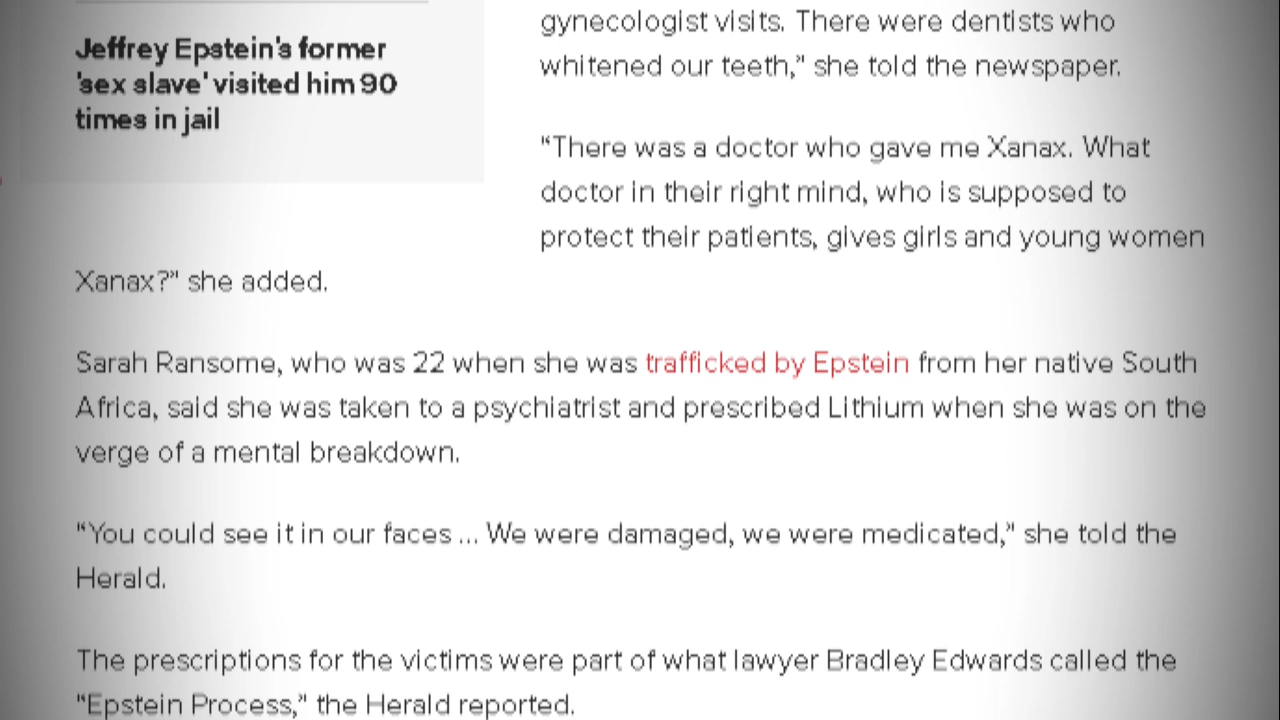 Jeffrey Epstein's former
'sex slave' visited him 90
times in jail
gynecologist visits. There were dentists who
whitened our teeth,” she told the newspaper.
“There was a doctor who gave me Xanax. What
doctor in their right mind, who is supposed to
protect their patients, gives girls and young women
Xanax?” she added.
Sarah Ransome, who was 22 when she was trafficked by Epstein from her native South
Africa, said she was taken to a psychiatrist and prescribed Lithium when she was on the
verge of a mental breakdown.
“You could see it in our faces ... We were damaged, we were medicated,” she told the
Herald.
The prescriptions for the victims were part of what lawyer Bradley Edwards called the
“Epstein Process,” the Herald reported.